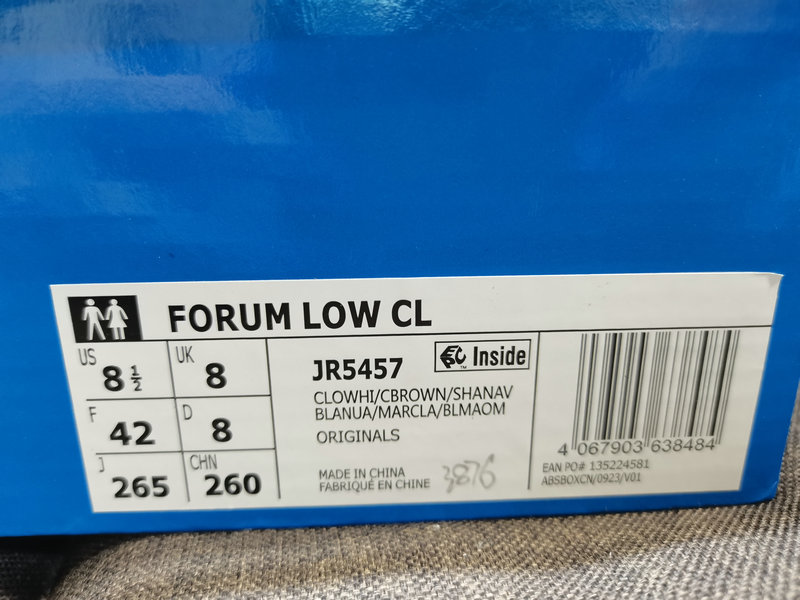 FORUM LOW CL
US 8 ½ UK 8
F 42 D 8
J 265 CHN 260
JR5457
Inside
CLOWHI/CBROWN/SHANAV
BLANUA/MARCLA/BLMAOM
ORIGINALS
MADE IN CHINA
FABRIQUÉ EN CHINE
3876
4 067903 638484
EAN PO# 135224581
ABSBOXCN/0923/V01